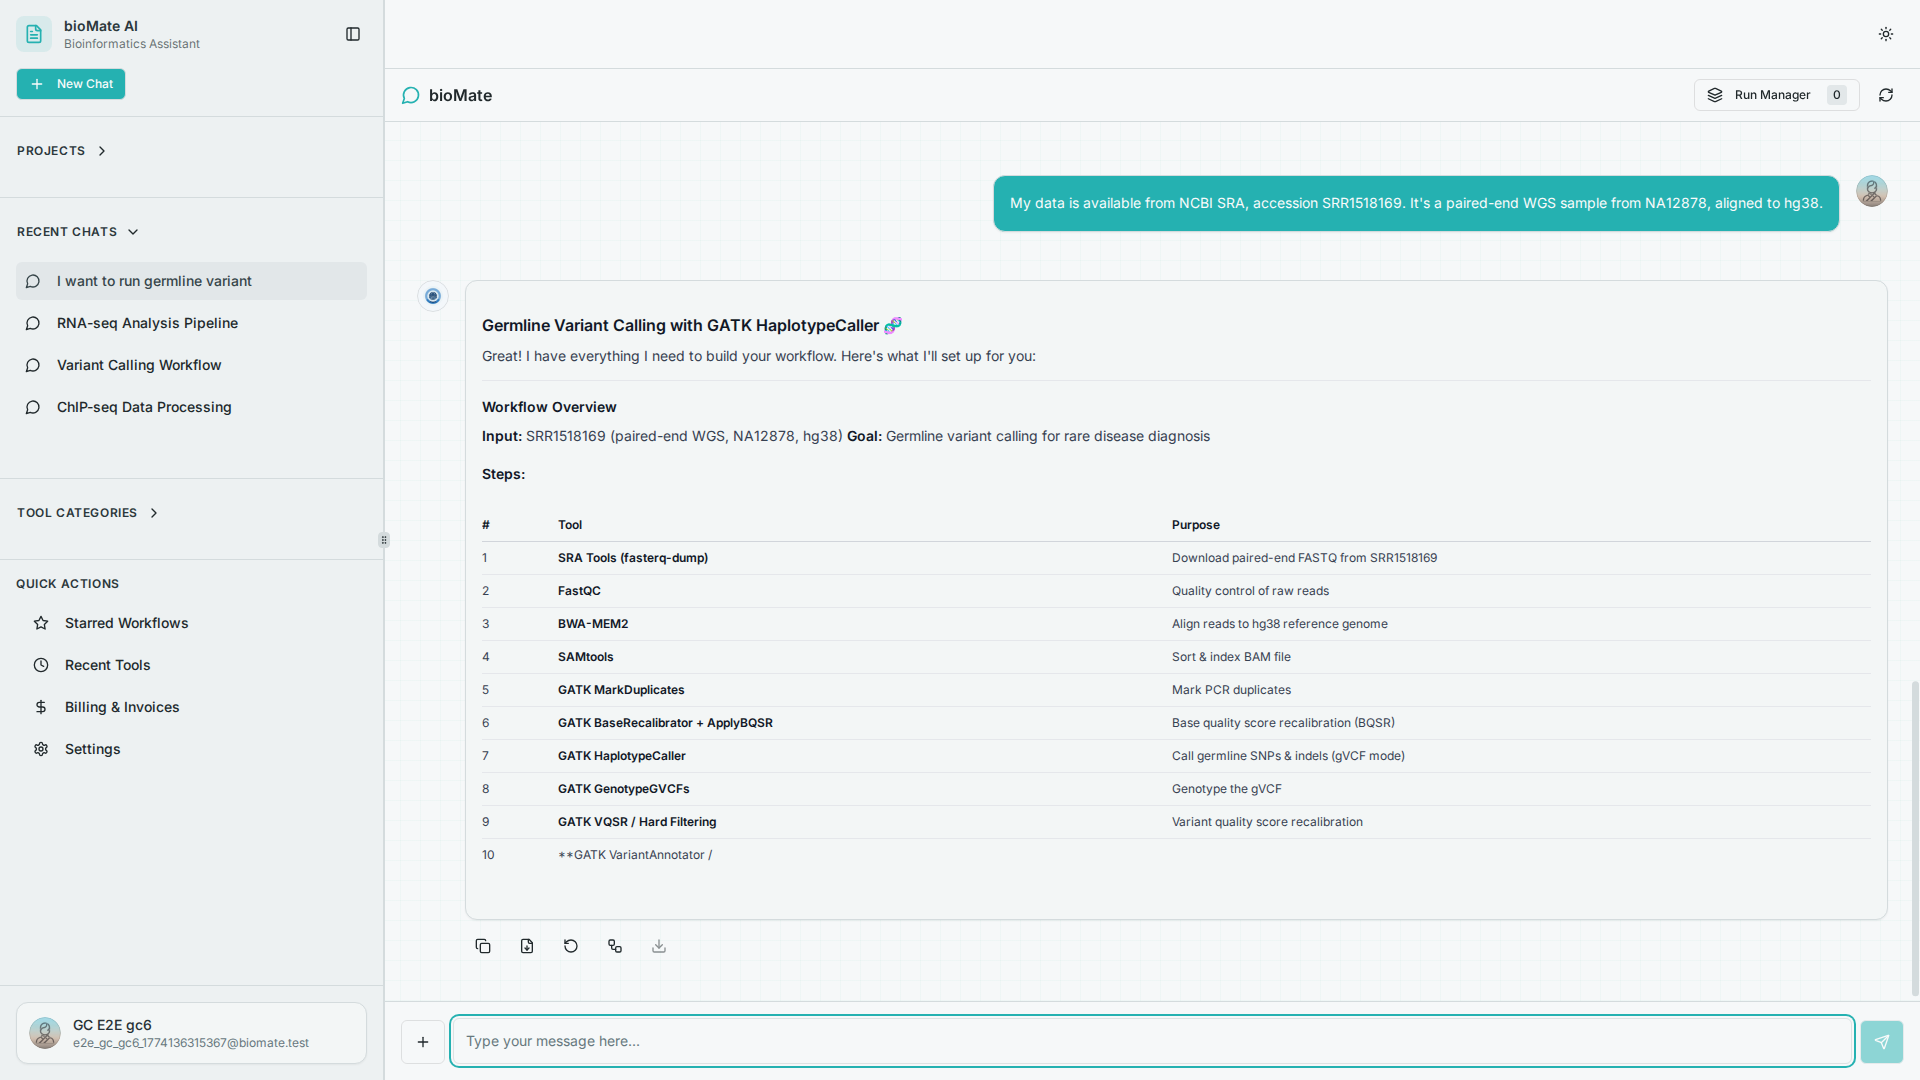 bioMate AI
Bioinformatics Assistant
New Chat
PROJECTS
RECENT CHATS
I want to run germline variant
RNA-seq Analysis Pipeline
Variant Calling Workflow
ChIP-seq Data Processing
TOOL CATEGORIES
QUICK ACTIONS
Starred Workflows
Recent Tools
Billing & Invoices
Settings
GC E2E gc6
e2e_gc_gc6_1774136315367@biomate.test
bioMate
Run Manager 0
My data is available from NCBI SRA, accession SRR1518169. It's a paired-end WGS sample from NA12878, aligned to hg38.
Germline Variant Calling with GATK HaplotypeCaller 🧬
Great! I have everything I need to build your workflow. Here's what I'll set up for you:
Workflow Overview
Input: SRR1518169 (paired-end WGS, NA12878, hg38) Goal: Germline variant calling for rare disease diagnosis
Steps:
# Tool Purpose
1 SRA Tools (fasterq-dump) Download paired-end FASTQ from SRR1518169
2 FastQC Quality control of raw reads
3 BWA-MEM2 Align reads to hg38 reference genome
4 SAMtools Sort & index BAM file
5 GATK MarkDuplicates Mark PCR duplicates
6 GATK BaseRecalibrator + ApplyBQSR Base quality score recalibration (BQSR)
7 GATK HaplotypeCaller Call germline SNPs & indels (gVCF mode)
8 GATK GenotypeGVCFs Genotype the gVCF
9 GATK VQSR / Hard Filtering Variant quality score recalibration
10 **GATK VariantAnnotator /
Type your message here...